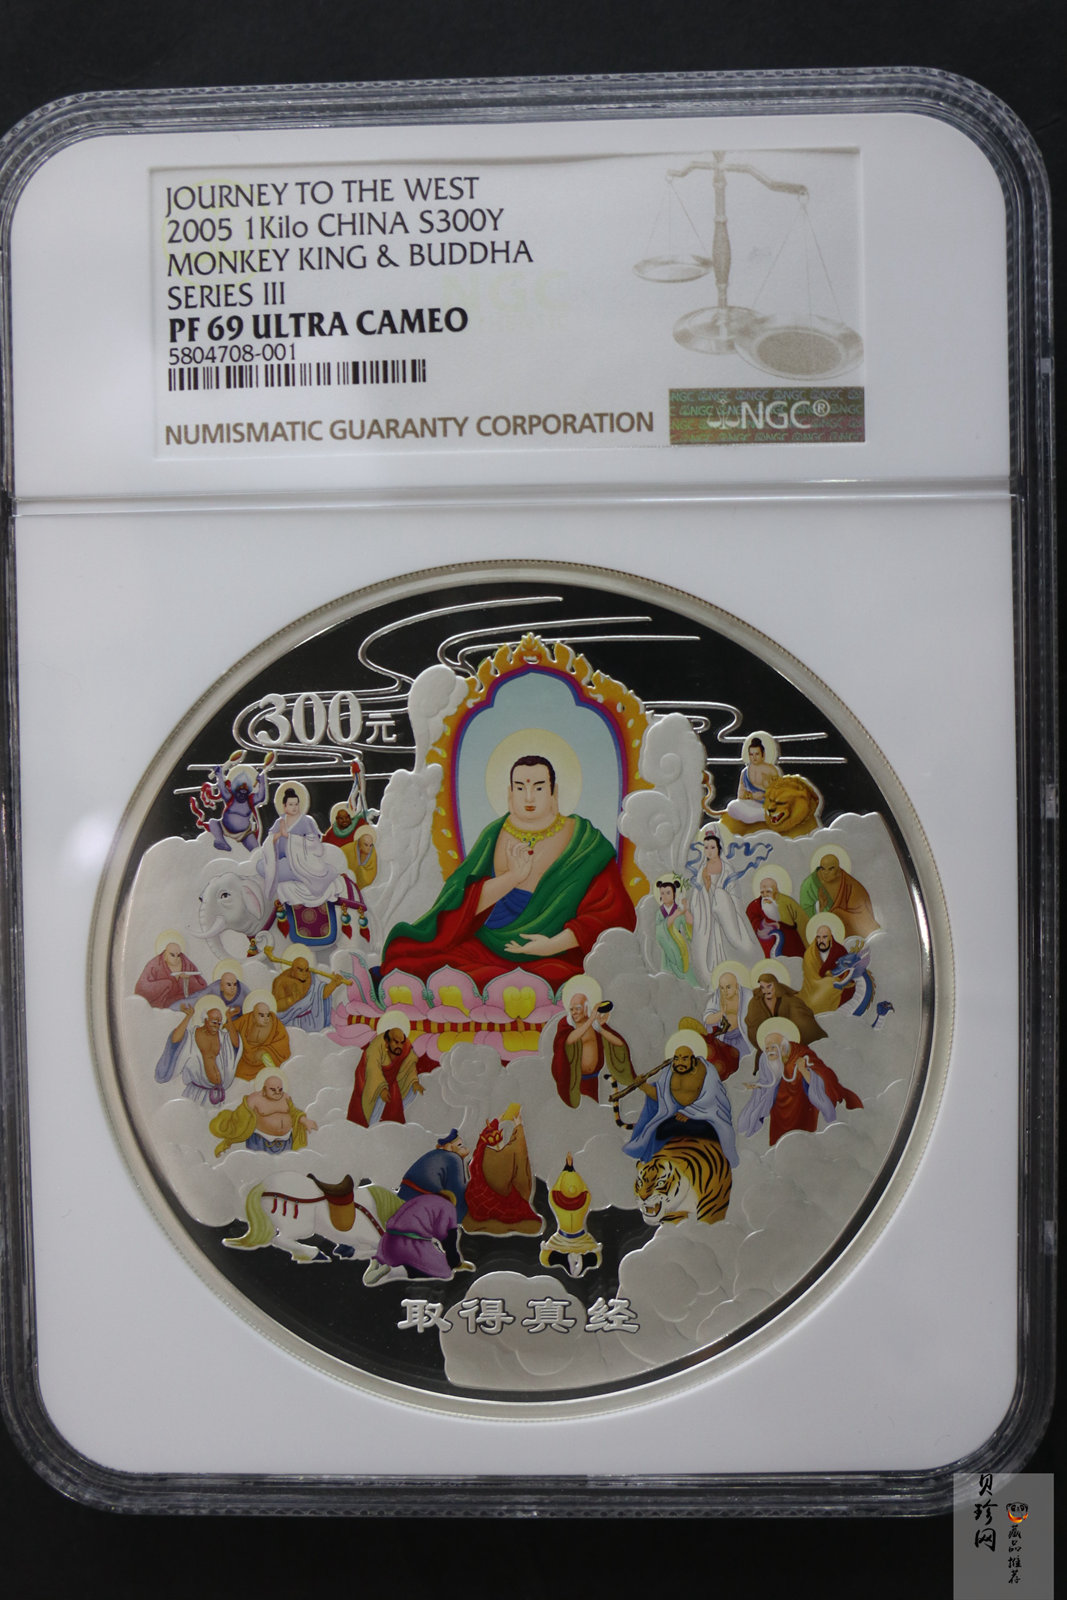 JOURNEY TO THE WEST
2005 1Kilo CHINA S300Y
MONKEY KING & BUDDHA
SERIES III
PF 69 ULTRA CAMEO
5804708-001
NUMISMATIC GUARANTY CORPORATION
NGC®
300元
取得真经
贝珍网
藏品推荐